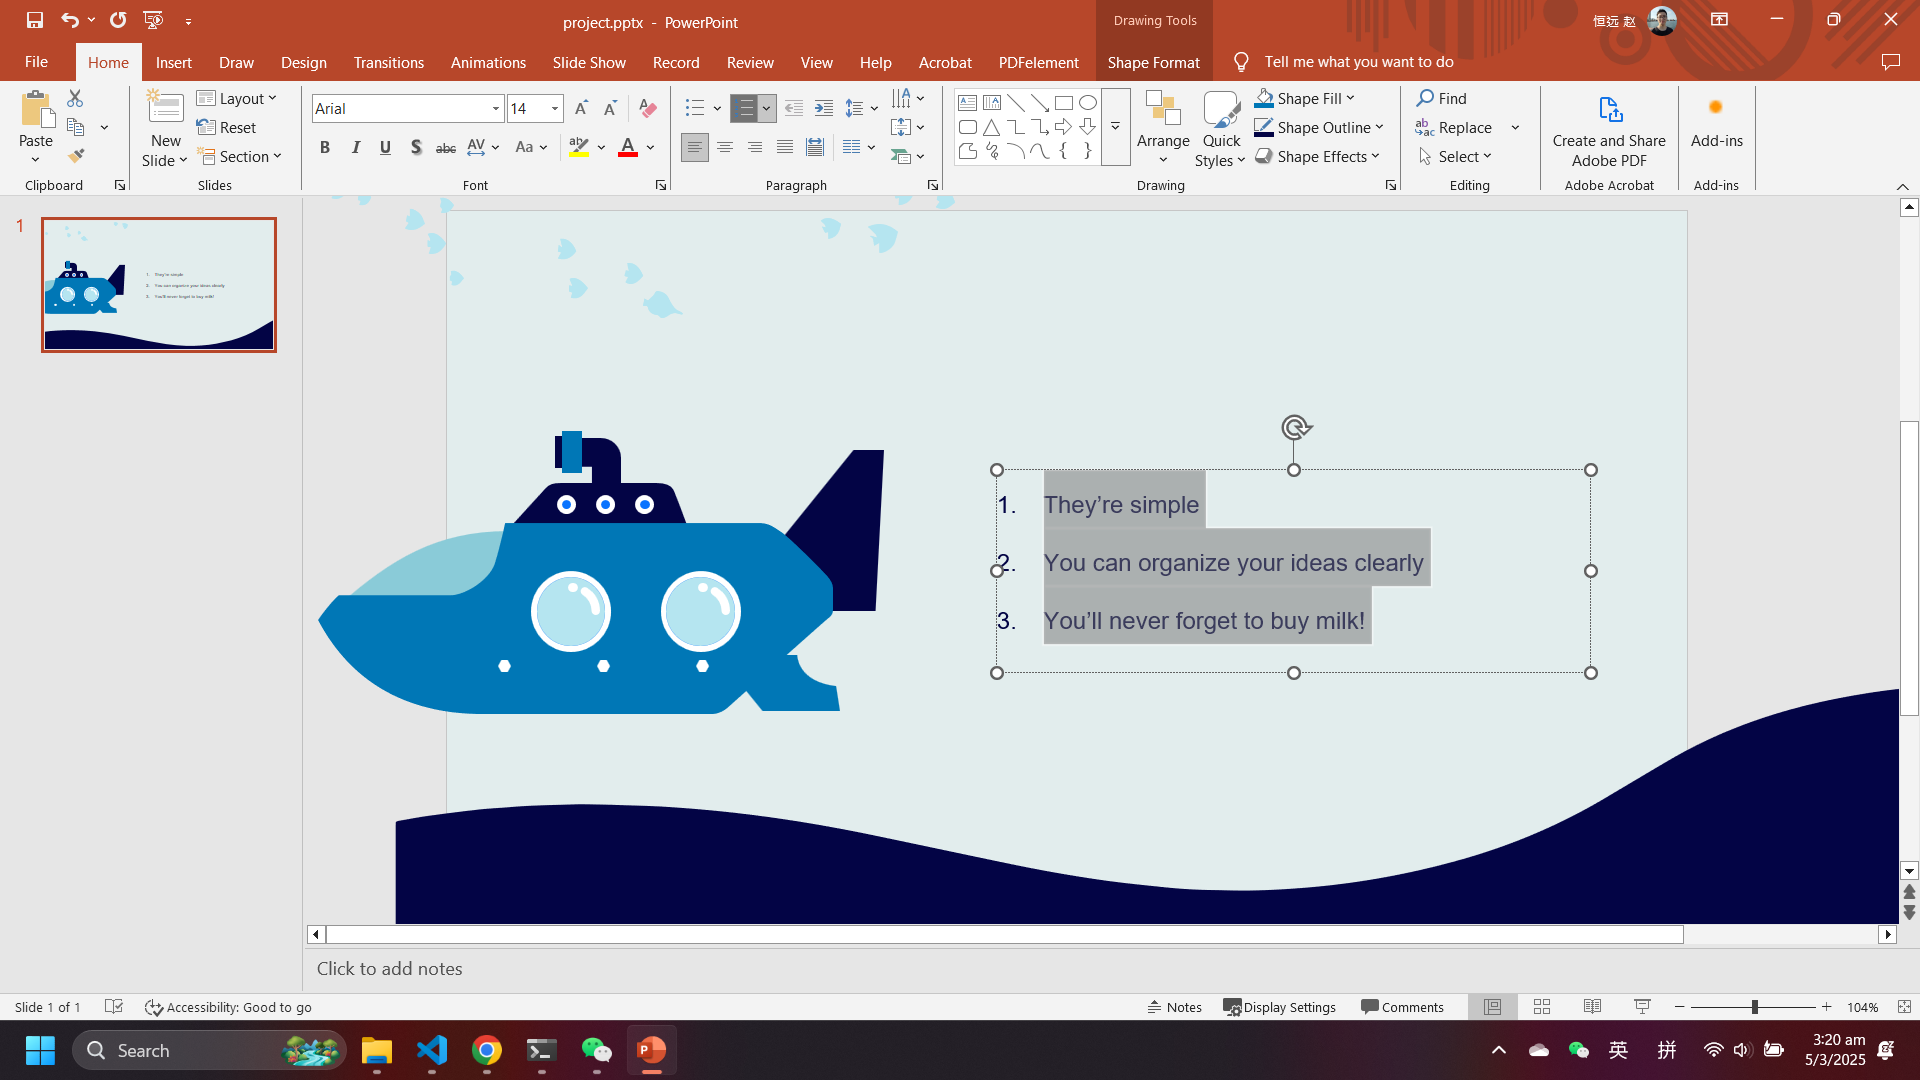 project.pptx - PowerPoint
Drawing Tools
恒远 赵
File
Home
Insert
Draw
Design
Transitions
Animations
Slide Show
Record
Review
View
Help
Acrobat
PDFelement
Shape Format
Tell me what you want to do
Paste
Clipboard
New Slide
Layout
Reset
Section
Slides
Arial
14
B
I
U
S
abc
AV
Aa
A
Font
Paragraph
Drawing
Arrange
Quick Styles
Shape Fill
Shape Outline
Shape Effects
Find
Replace
Select
Editing
Create and Share Adobe PDF
Adobe Acrobat
Add-ins
Add-ins
1
They’re simple
You can organize your ideas clearly
You’ll never forget to buy milk!
1. They’re simple
2. You can organize your ideas clearly
3. You’ll never forget to buy milk!
Click to add notes
Slide 1 of 1
Accessibility: Good to go
Notes
Display Settings
Comments
104%
Search
英
拼
3:20 am
5/3/2025